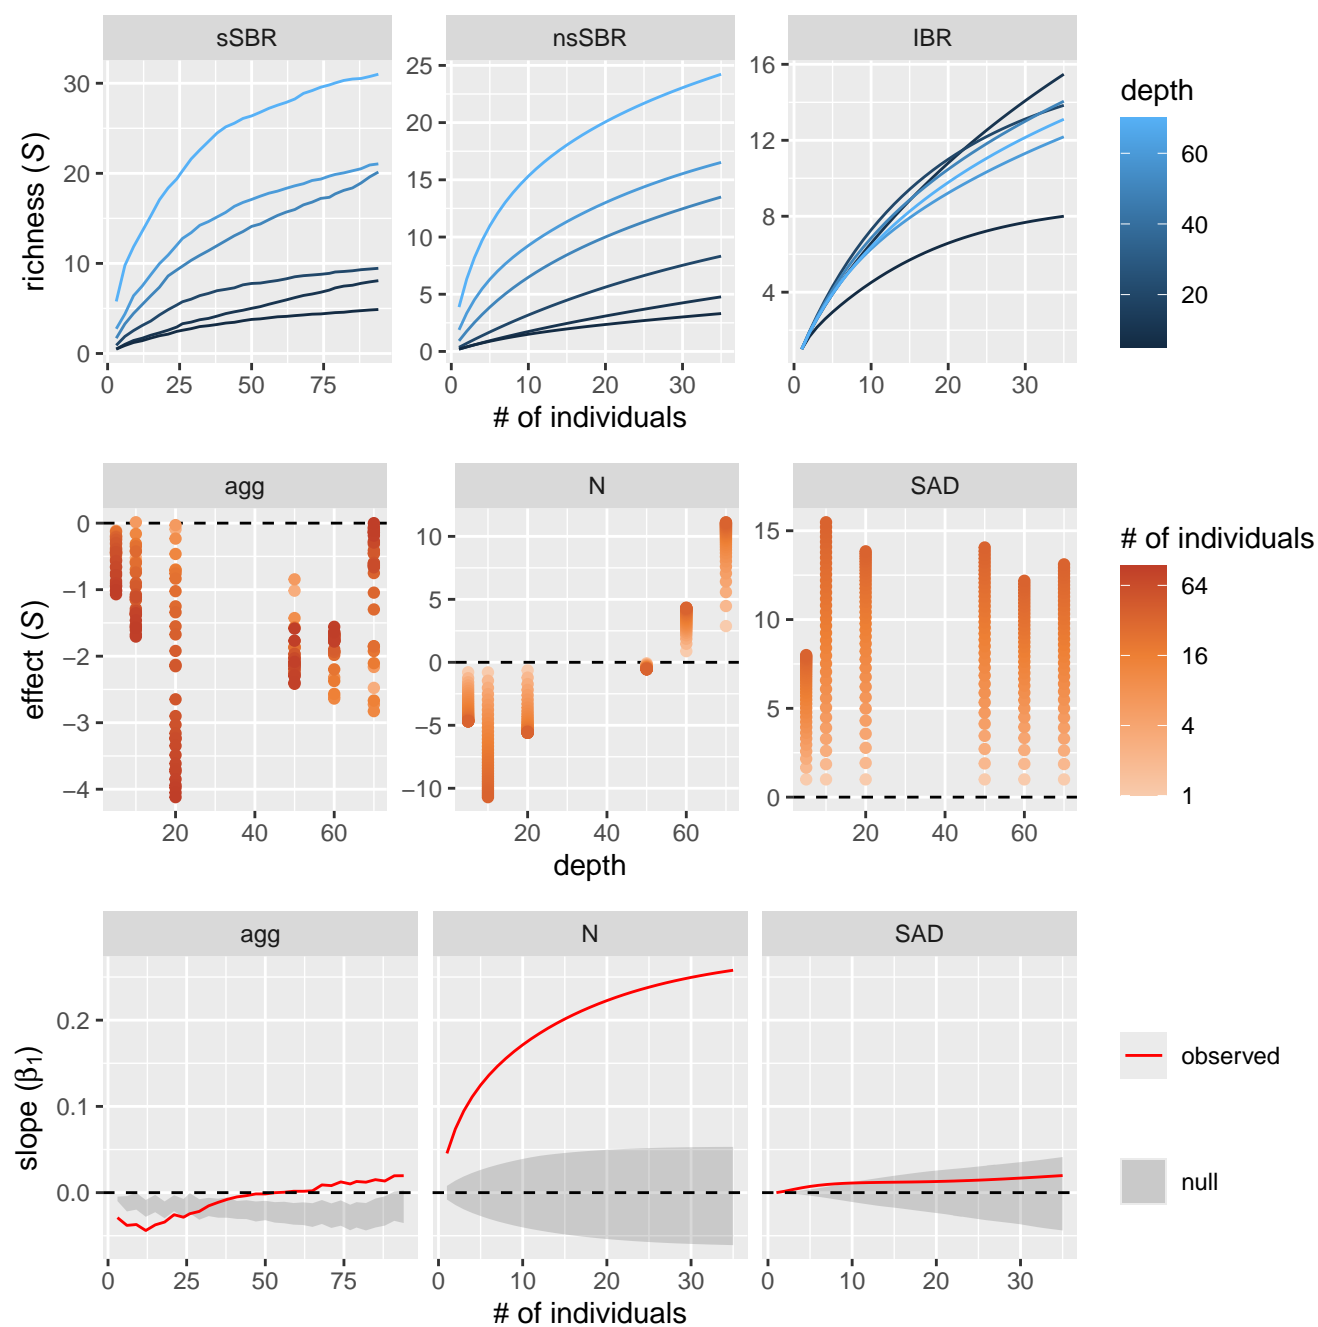 sSBR nsSBR IBR
30 20 10 0
25 20 15 10 5 0
16 12 8 4
richness (S)
0 25 50 75 0 10 20 30 0 10 20 30
# of individuals
depth
60
40
20
agg N SAD
0 −1 −2 −3 −4
10 5 0 −5 −10
15 10 5 0
effect (S)
20 40 60 20 40 60 20 40 60
depth
# of individuals
64
16
4
1
agg N SAD
0.2
0.1
0.0
slope (β1)
0 25 50 75 0 10 20 30 0 10 20 30
# of individuals
observed
null